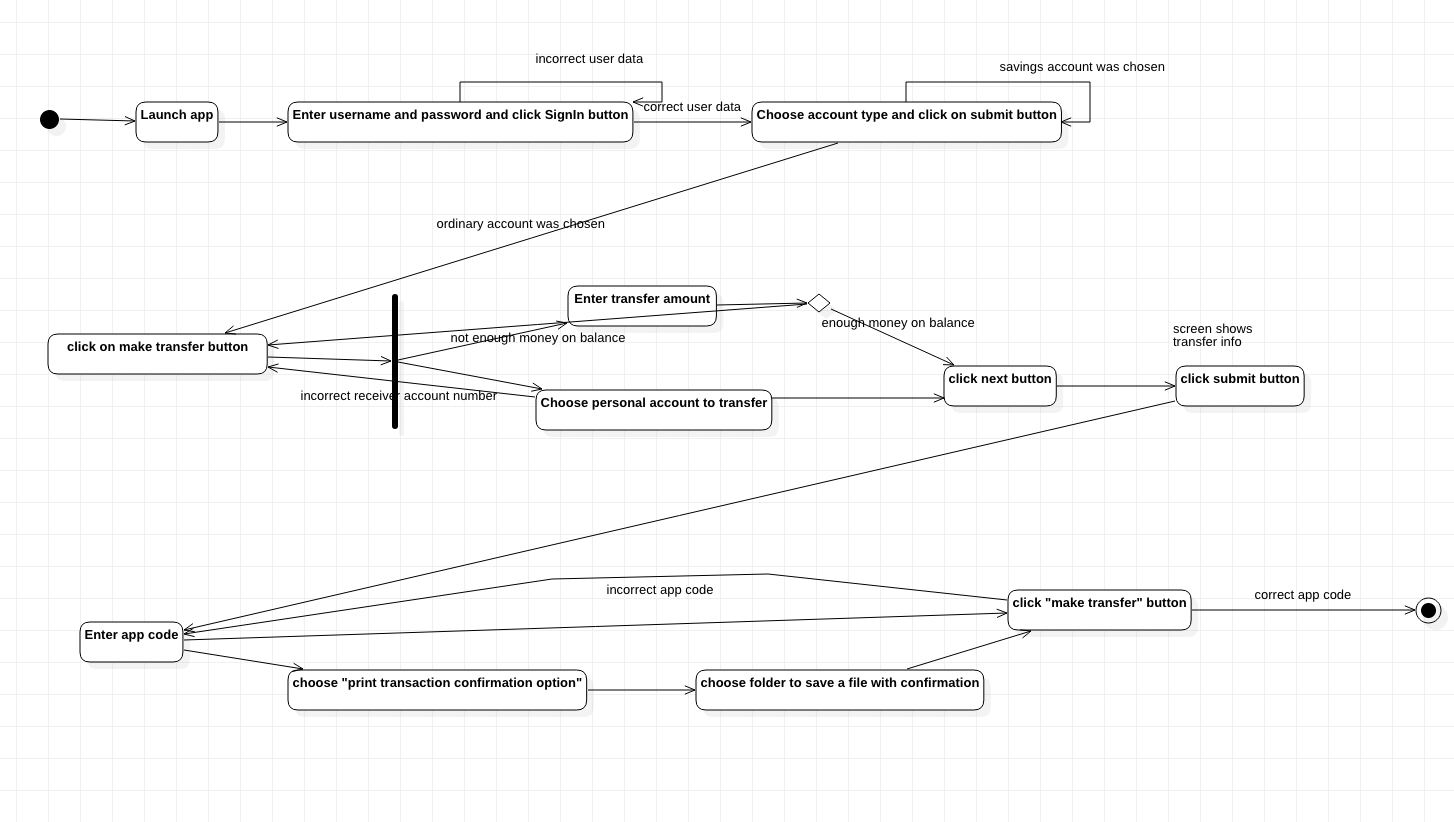 incorrect user data
savings account was chosen
Launch app
Enter username and password and click SignIn button
correct user data
Choose account type and click on submit button
ordinary account was chosen
Enter transfer amount
enough money on balance
click on make transfer button
not enough money on balance
screen shows
transfer info
click next button
click submit button
incorrect receiver account number
Choose personal account to transfer
incorrect app code
click "make transfer" button
correct app code
Enter app code
choose "print transaction confirmation option"
choose folder to save a file with confirmation